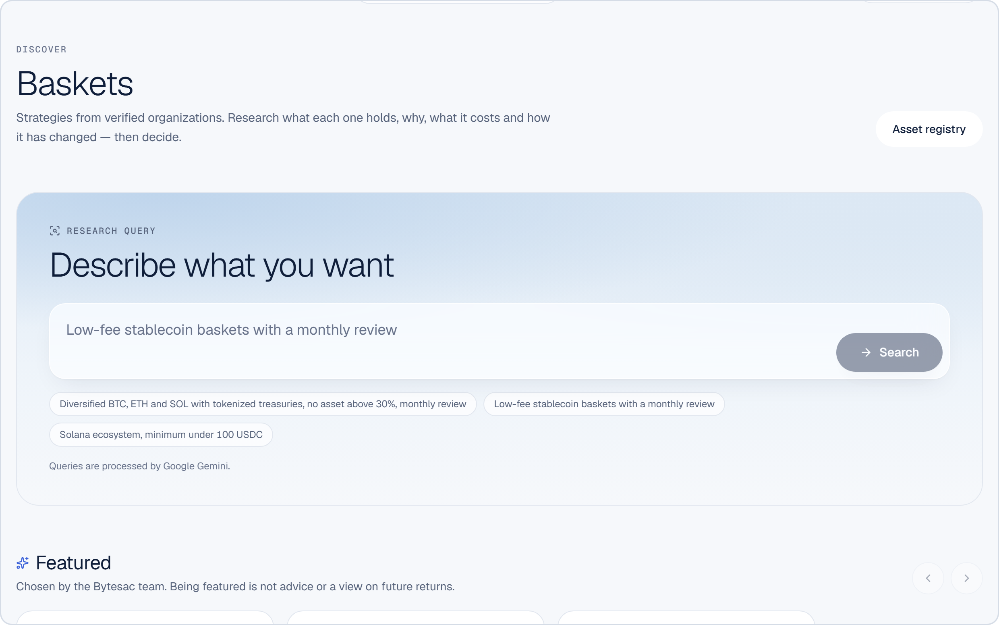 DISCOVER
Baskets
Strategies from verified organizations. Research what each one holds, why, what it costs and how
it has changed — then decide.
Asset registry
RESEARCH QUERY
Describe what you want
Low-fee stablecoin baskets with a monthly review
Search
Diversified BTC, ETH and SOL with tokenized treasuries, no asset above 30%, monthly review
Low-fee stablecoin baskets with a monthly review
Solana ecosystem, minimum under 100 USDC
Queries are processed by Google Gemini.
Featured
Chosen by the Bytesac team. Being featured is not advice or a view on future returns.